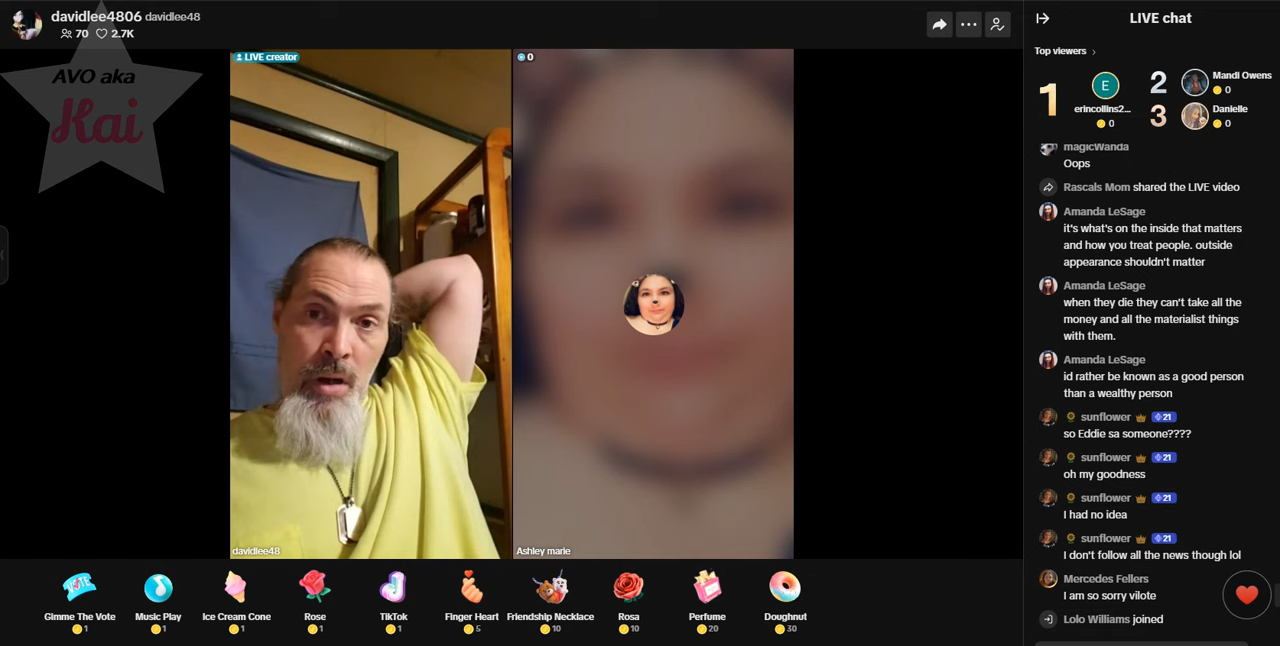 davidlee4806 davidlee48
70 2.7K
AVO aka
Kai
LIVE creator
0
davidlee48
Ashley marie
Gimme The Vote
1
Music Play
1
Ice Cream Cone
1
Rose
1
TikTok
1
Finger Heart
5
Friendship Necklace
10
Rosa
10
Perfume
20
Doughnut
30
LIVE chat
Top viewers
1
E
erincollins2...
0
2
Mandi Owens
0
3
Danielle
0
magicWanda
Oops
Rascals Mom shared the LIVE video
Amanda LeSage
it's what's on the inside that matters
and how you treat people. outside
appearance shouldn't matter
Amanda LeSage
when they die they can't take all the
money and all the materialist things
with them.
Amanda LeSage
id rather be known as a good person
than a wealthy person
sunflower 21
so Eddie sa someone????
sunflower 21
oh my goodness
sunflower 21
I had no idea
sunflower 21
I don't follow all the news though lol
Mercedes Fellers
I am so sorry vilote
Lolo Williams joined